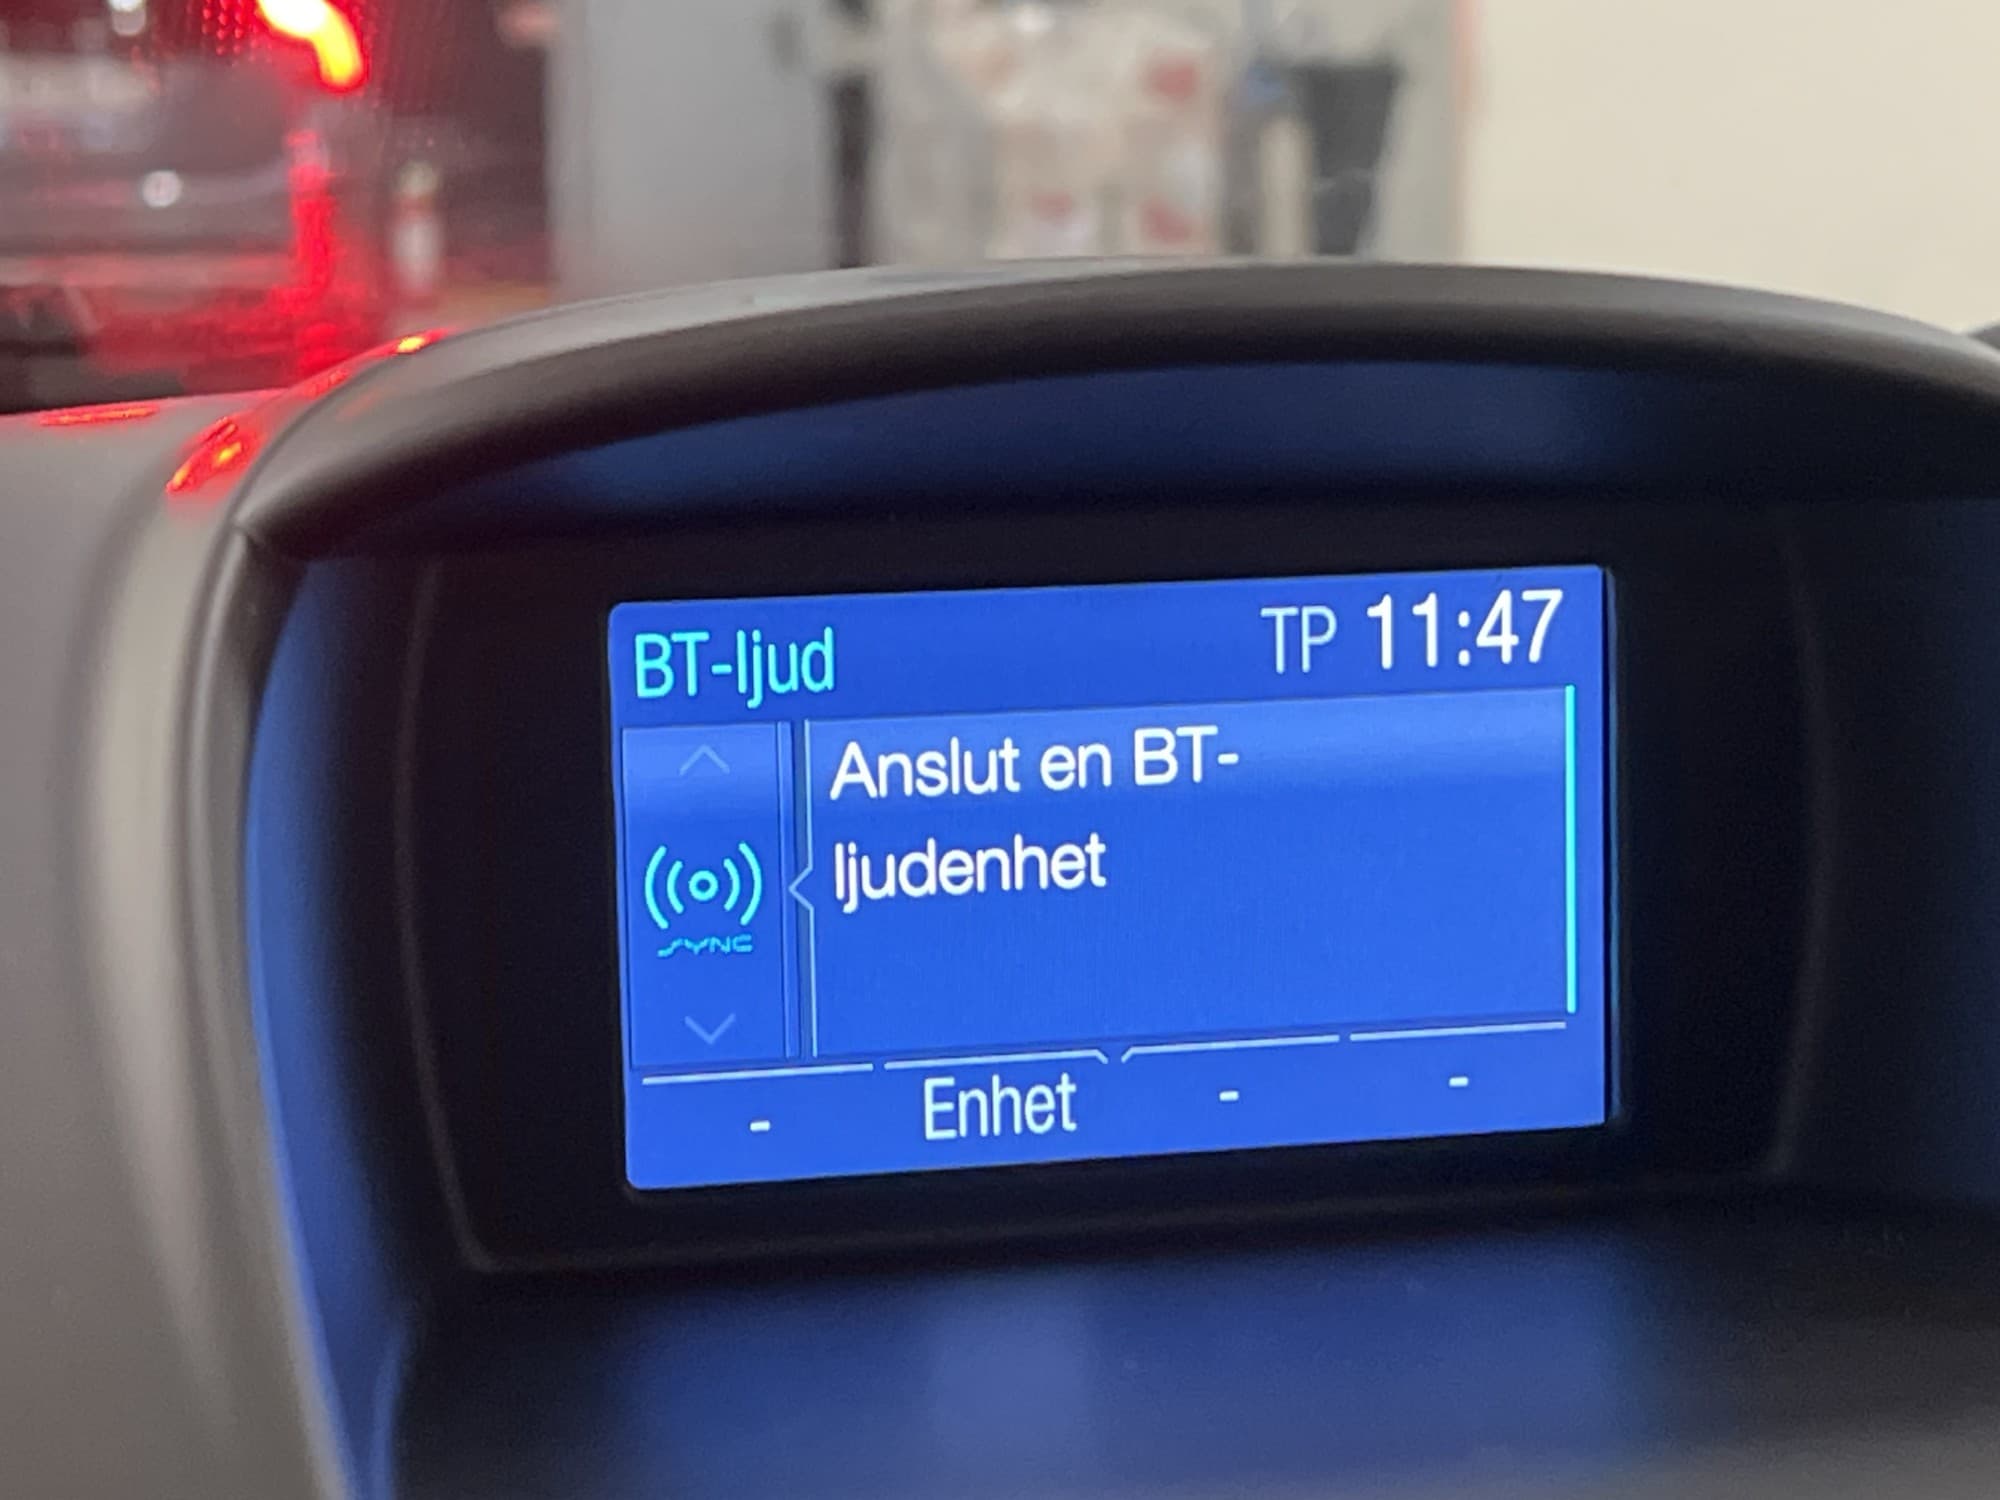 BT-ljud
TP 11:47
Anslut en BT-
ljudenhet
SYNC
- Enhet - -